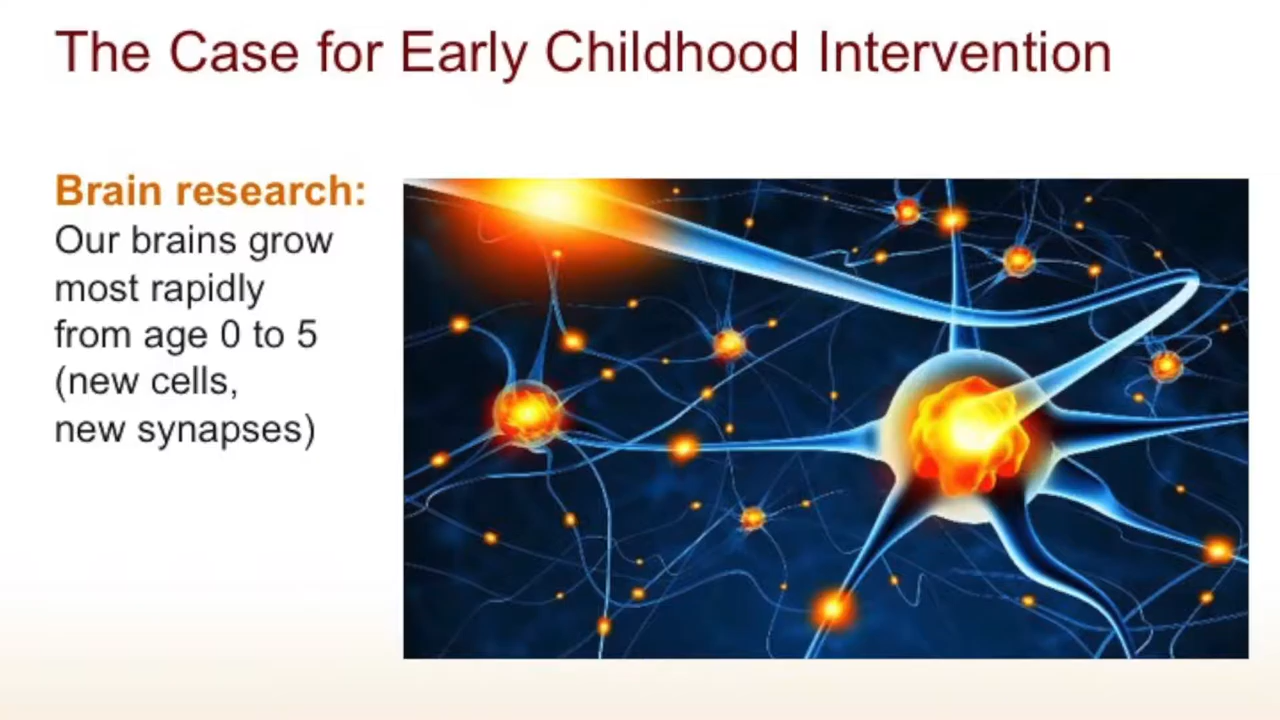 The Case for Early Childhood Intervention
Brain research:
Our brains grow
most rapidly
from age 0 to 5
(new cells,
new synapses)